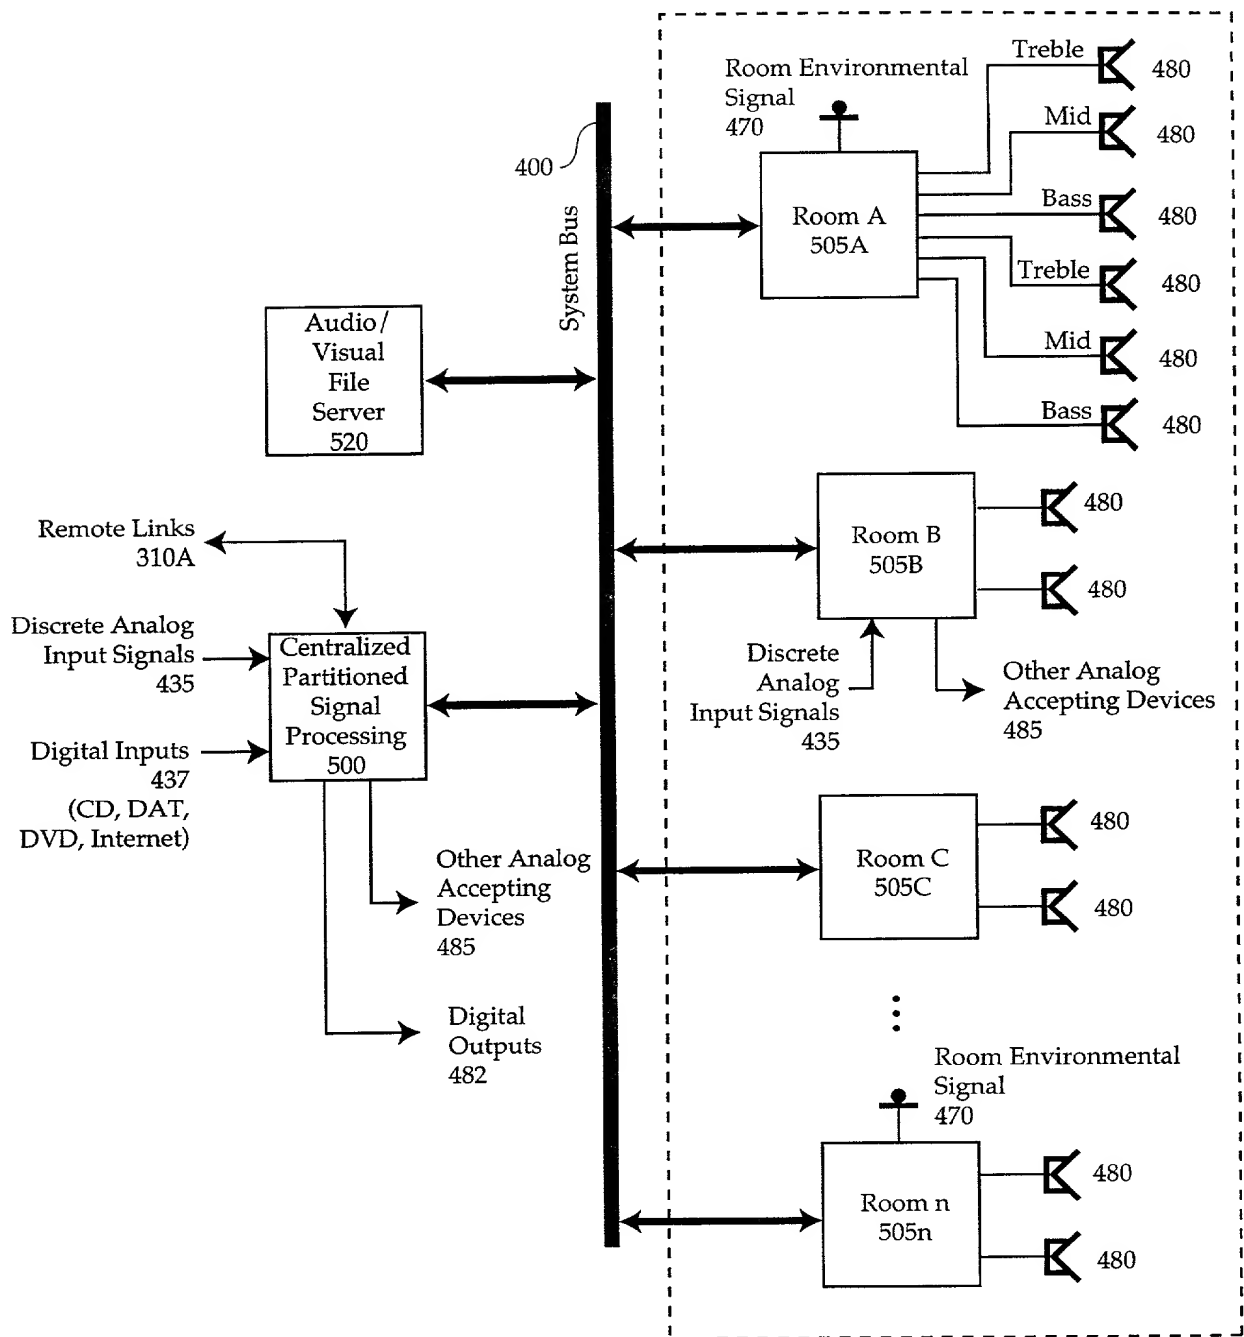 Treble
480
Room Environmental
Signal
470
Mid
480
400
Bass
480
Room A
505A
System Bus
Treble
480
Audio/
Visual
File
Server
520
Mid
480
Bass
480
Remote Links
310A
Room B
505B
480
480
Discrete Analog
Input Signals
435
Centralized
Partitioned
Signal
Processing
500
Digital Inputs
437
(CD, DAT,
DVD, Internet)
Discrete
Analog
Input Signals
435
Other Analog
Accepting Devices
485
Other Analog
Accepting
Devices
485
Room C
505C
480
480
Digital
Outputs
482
Room Environmental
Signal
470
Room n
505n
480
480